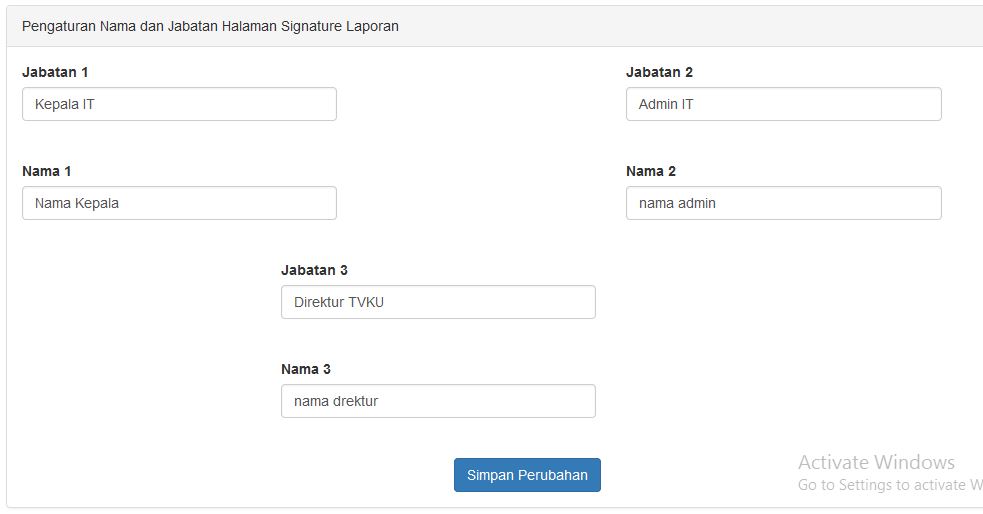 Pengaturan Nama dan Jabatan Halaman Signature Laporan
Jabatan 1
Kepala IT
Jabatan 2
Admin IT
Nama 1
Nama Kepala
Nama 2
nama admin
Jabatan 3
Direktur TVKU
Nama 3
nama drektur
Simpan Perubahan
Activate Windows
Go to Settings to activate W